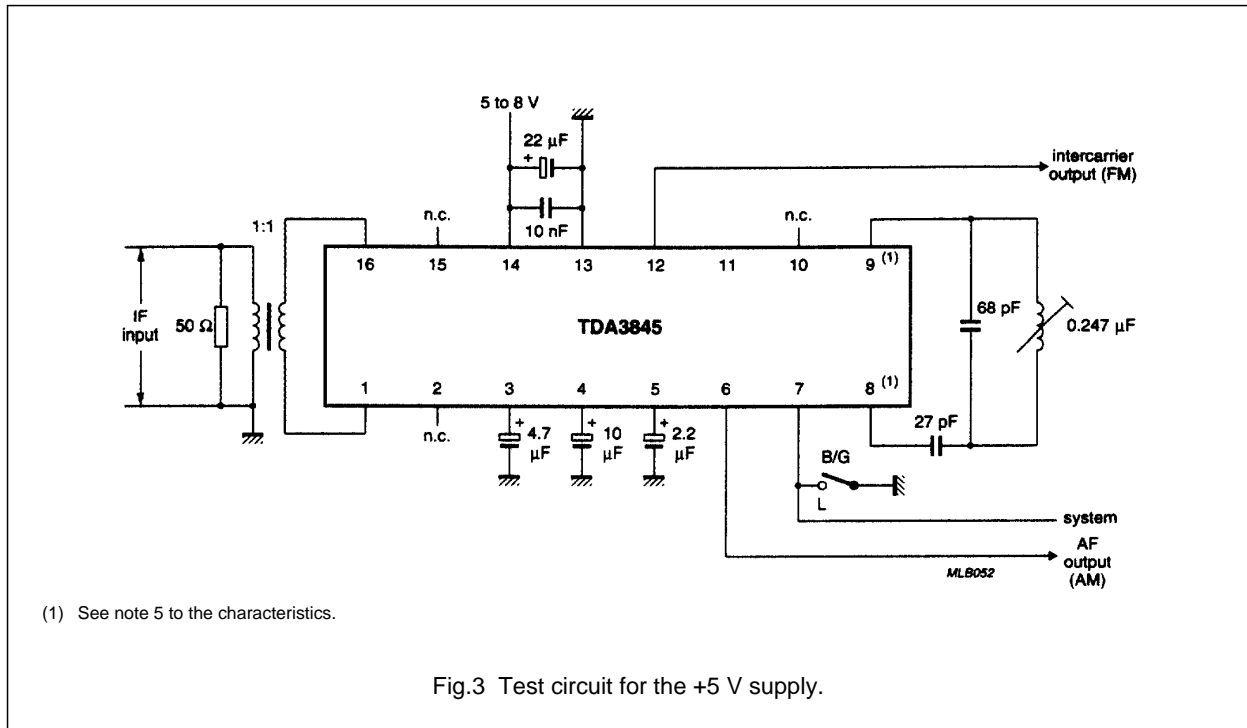 5 to 8 V
22 μF
+
10 nF
intercarrier
output (FM)
1:1
n.c.
n.c.
16 15 14 13 12 11 10 9 (1)
IF
input
50 Ω
TDA3845
68 pF
0.247 μF
1 2 3 4 5 6 7 8 (1)
n.c.
+ 4.7
μF
+ 10
μF
+ 2.2
μF
27 pF
B/G
L
system
AF
output
(AM)
MLB052
(1) See note 5 to the characteristics.
Fig.3 Test circuit for the +5 V supply.